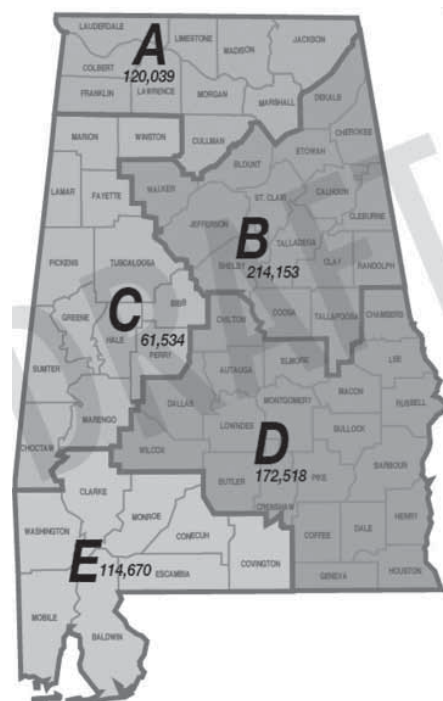 LAUDERDALE
LIMESTONE
MADISON
JACKSON
A
COLBERT
120,039
FRANKLIN
LAWRENCE
MORGAN
MARSHALL
DEKALB
CULLMAN
CHEROKEE
MARION
WINSTON
ETOWAH
BLOUNT
WALKER
LAMAR
FAYETTE
ST. CLAIR
CALHOUN
CLEBURNE
JEFFERSON
B
TALLADEGA
PICKENS
TUSCALOOSA
SHELBY
214,153
CLAY
RANDOLPH
C
BIBB
GREENE
HALE
61,534
PERRY
COOSA
TALLAPOOSA
CHAMBERS
CHILTON
SUMTER
AUTAUGA
ELMORE
LEE
DALLAS
MACON
MONTGOMERY
RUSSELL
MARENGO
LOWNDES
BULLOCK
CHOCTAW
WILCOX
D
BUTLER
172,518
PIKE
BARBOUR
CLARKE
CRENSHAW
MONROE
HENRY
WASHINGTON
CONECUH
COFFEE
DALE
E
114,670
ESCAMBIA
COVINGTON
GENEVA
HOUSTON
MOBILE
BALDWIN
DRAFT